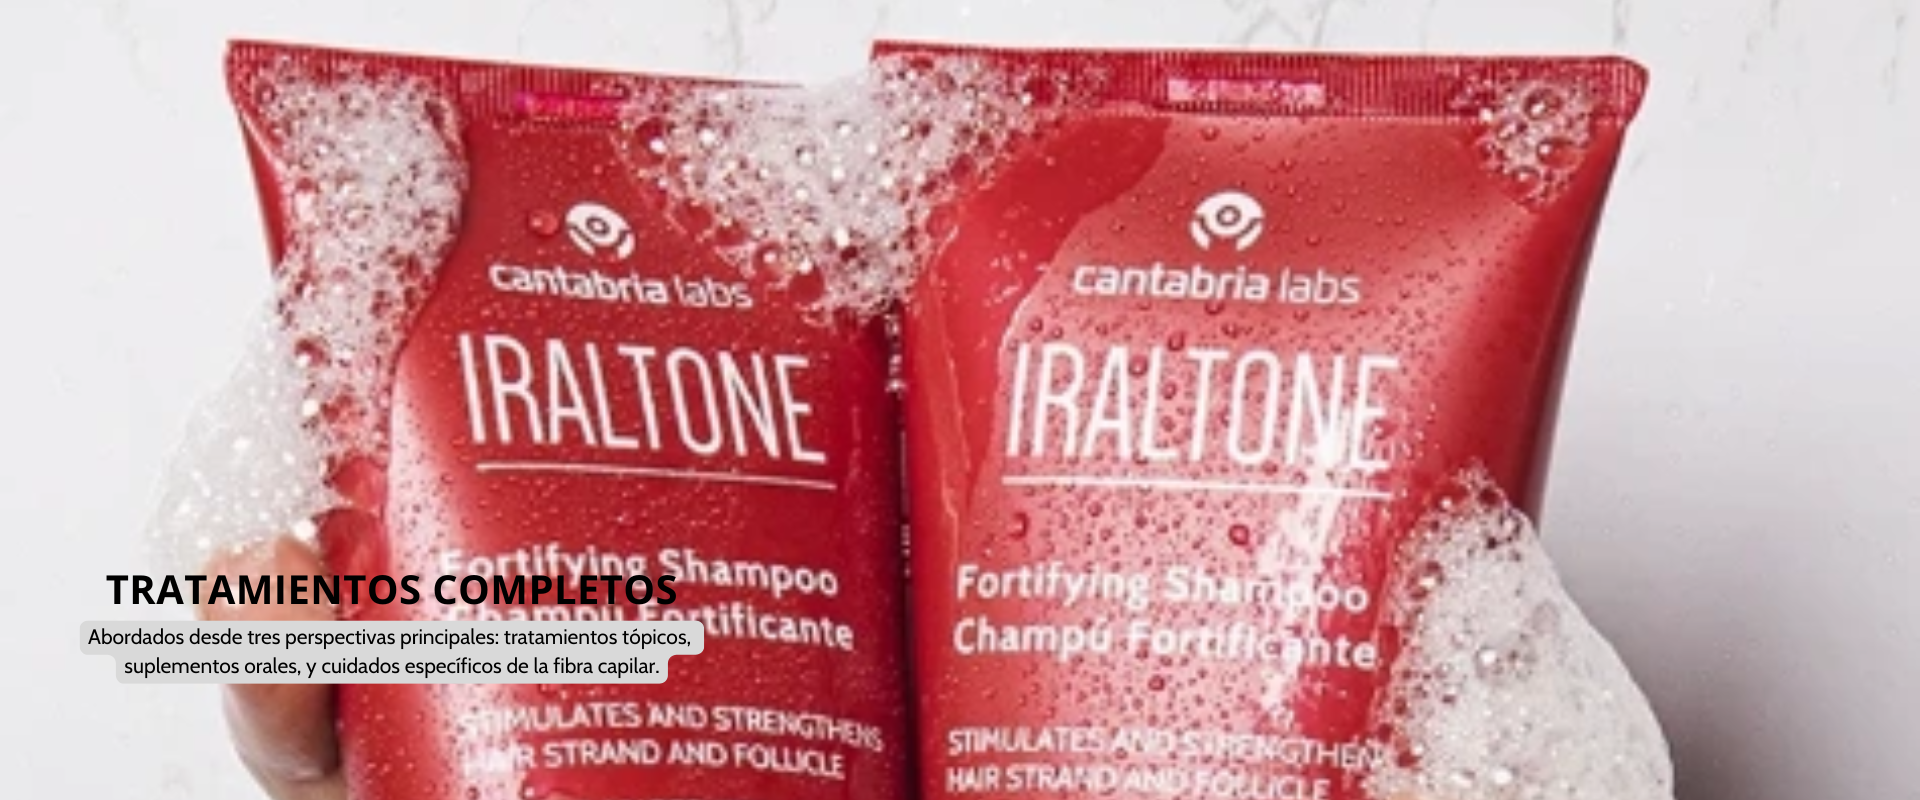 cantabria labs
IRALTONE
Fortifying Shampoo
Champú Fortificante
STIMULATES AND STRENGTHENS
HAIR STRAND AND FOLLICLE
cantabria labs
IRALTONE
Fortifying Shampoo
Champú Fortificante
STIMULATES AND STRENGTHEN
HAIR STRAND AND FOLLICLE
TRATAMIENTOS COMPLETOS
Abordados desde tres perspectivas principales: tratamientos tópicos,
suplementos orales, y cuidados específicos de la fibra capilar.